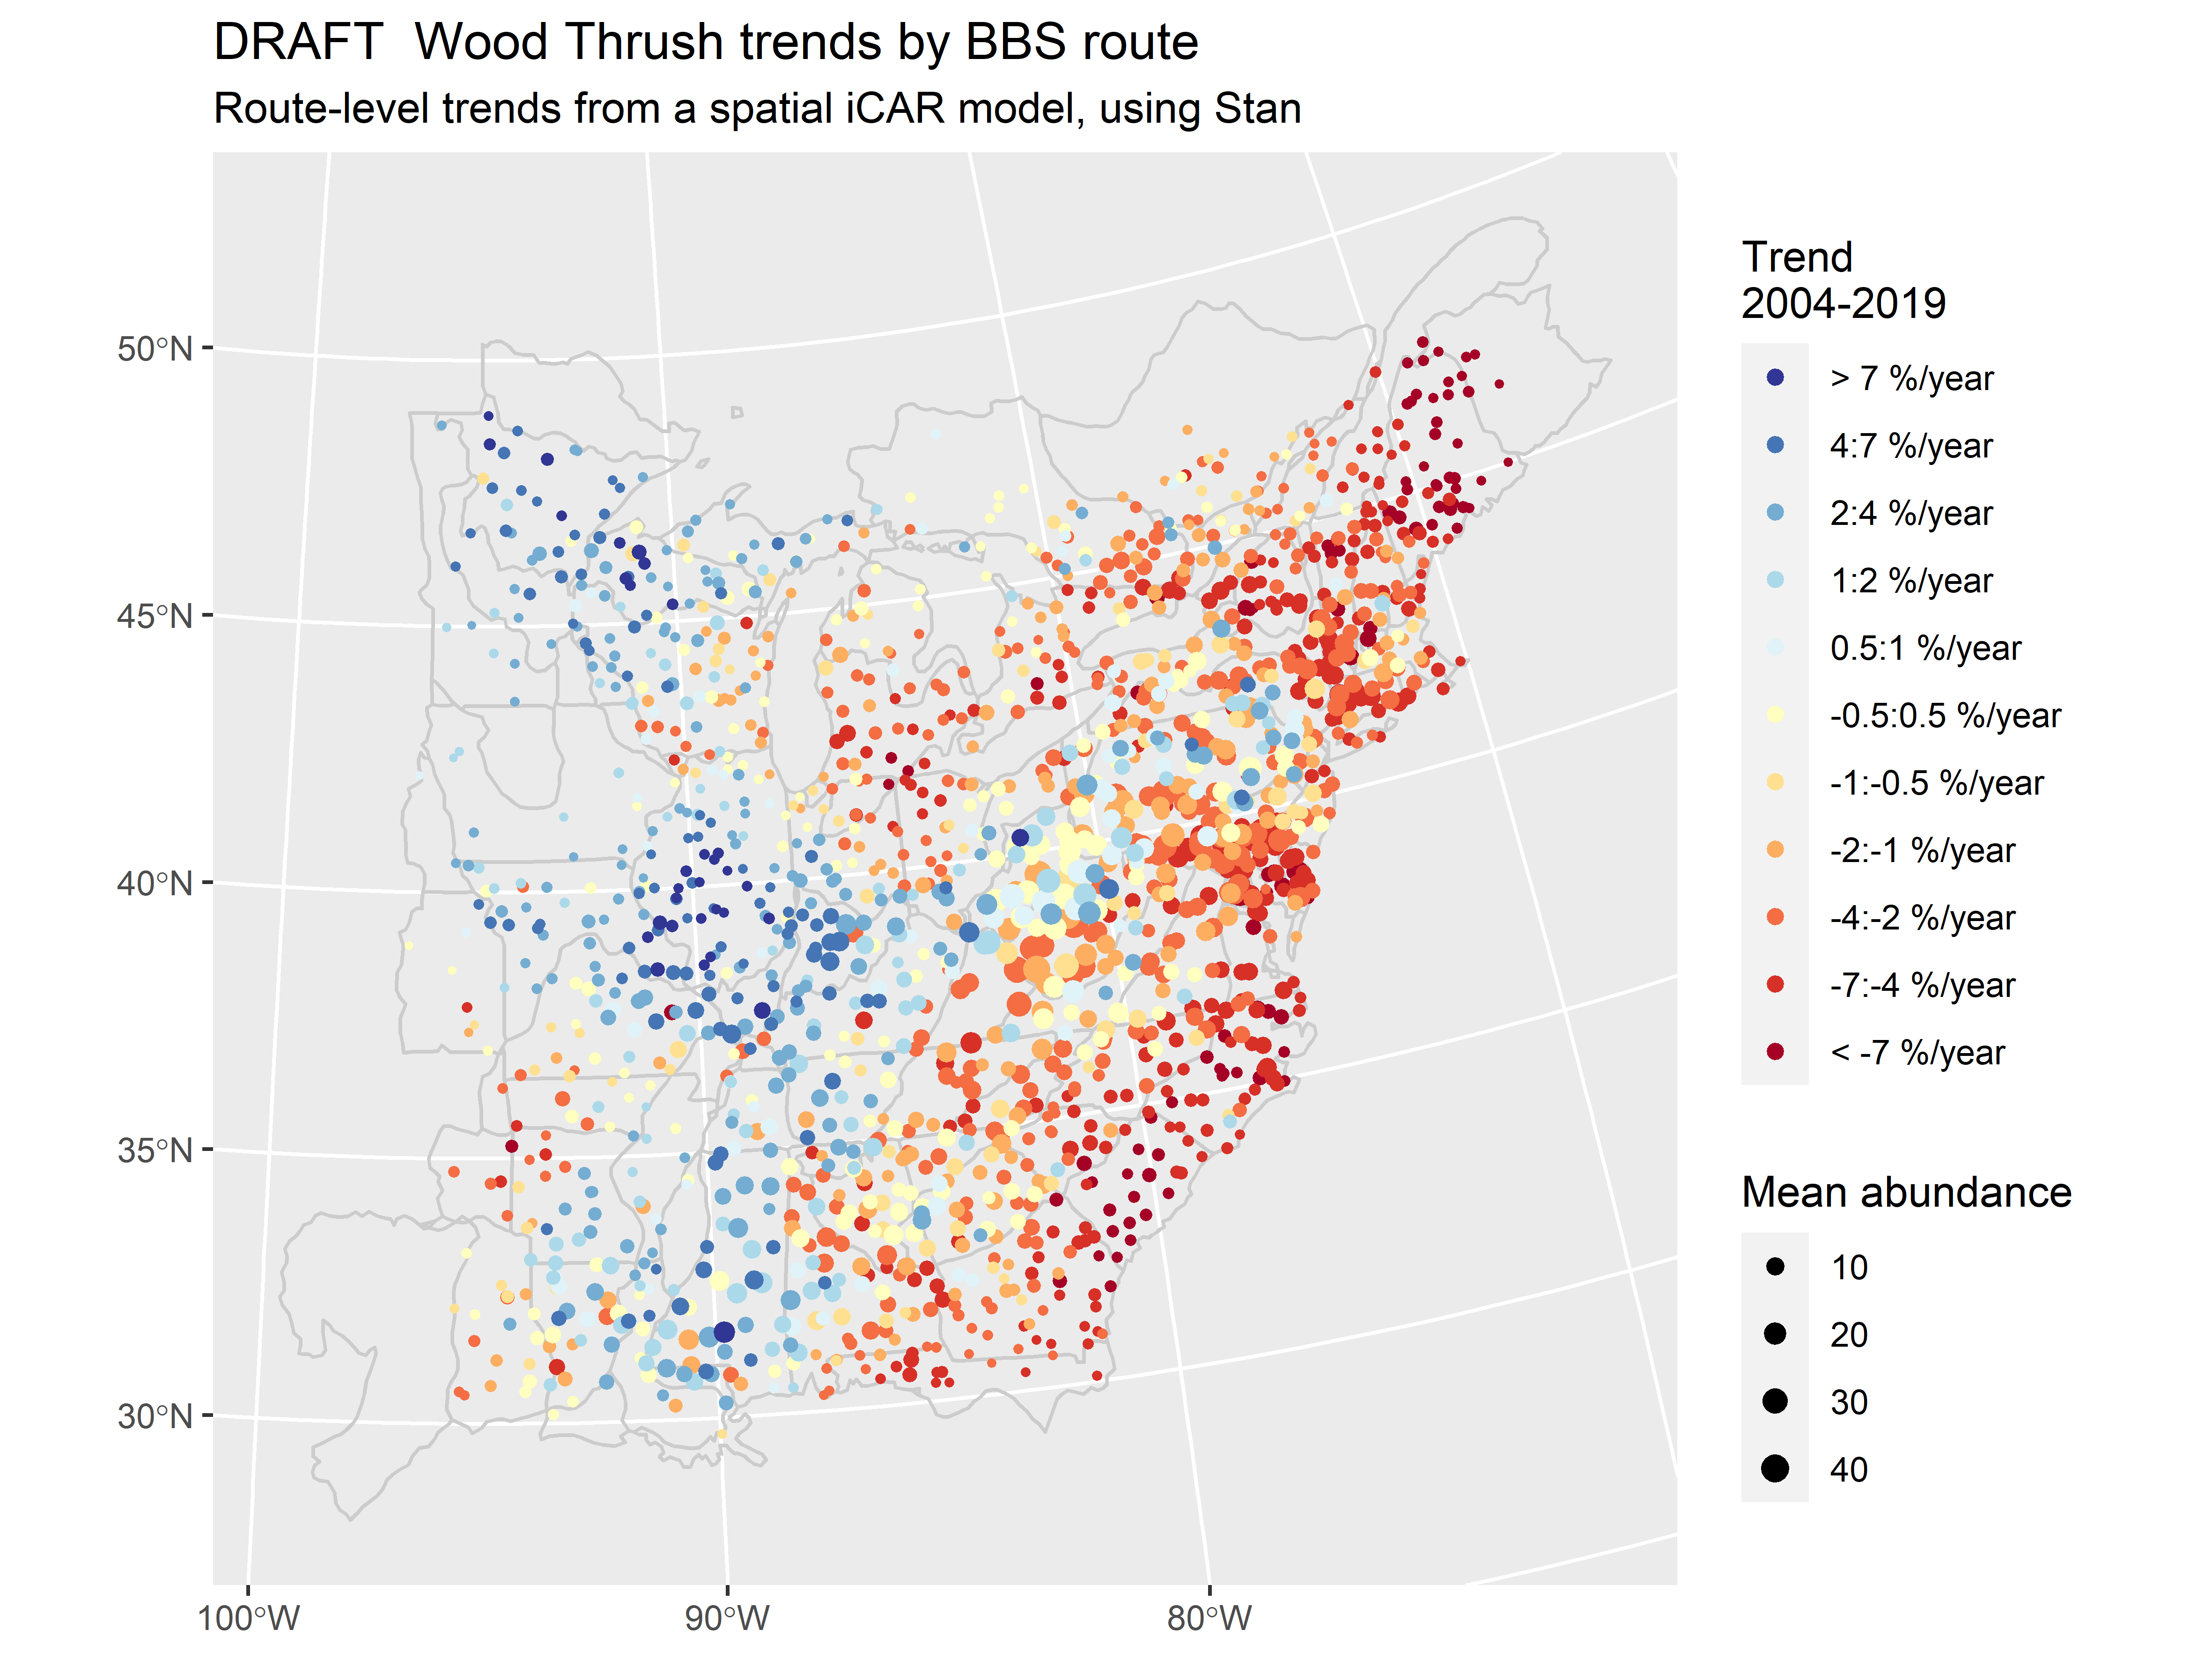 DRAFT  Wood Thrush trends by BBS route
Route-level trends from a spatial iCAR model, using Stan
50°N
45°N
40°N
35°N
30°N
100°W
90°W
80°W
Trend
2004-2019
> 7 %/year
4:7 %/year
2:4 %/year
1:2 %/year
0.5:1 %/year
-0.5:0.5 %/year
-1:-0.5 %/year
-2:-1 %/year
-4:-2 %/year
-7:-4 %/year
< -7 %/year
Mean abundance
10
20
30
40